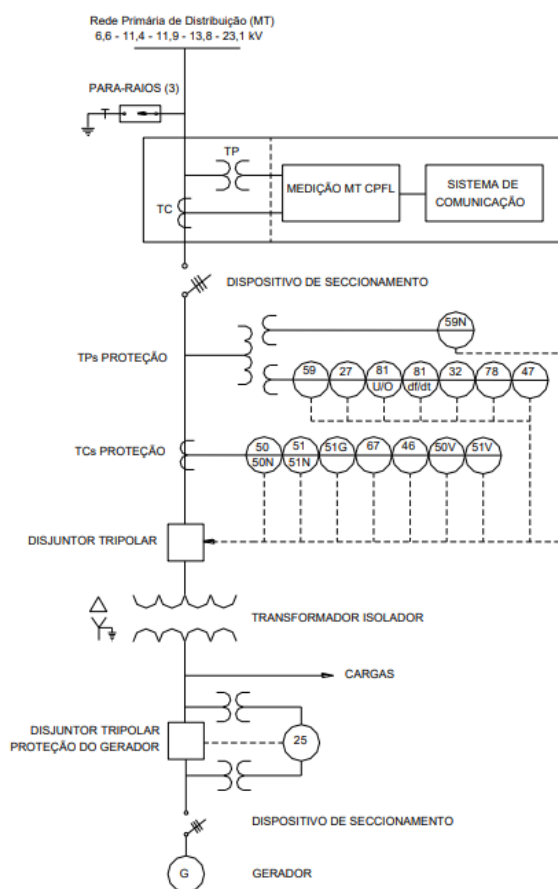 Rede Primária de Distribuição (MT)
6,6 - 11,4 - 11,9 - 13,8 - 23,1 kV
PARA-RAIOS (3)
TP
MEDIÇÃO MT CPFL
SISTEMA DE
COMUNICAÇÃO
TC
DISPOSITIVO DE SECCIONAMENTO
59N
TPs PROTEÇÃO
59 27 81 81 32 78 47
U/O df/dt
TCs PROTEÇÃO
50 51 51G 67 46 50V 51V
50N 51N
DISJUNTOR TRIPOLAR
TRANSFORMADOR ISOLADOR
CARGAS
DISJUNTOR TRIPOLAR
PROTEÇÃO DO GERADOR
25
DISPOSITIVO DE SECCIONAMENTO
G GERADOR